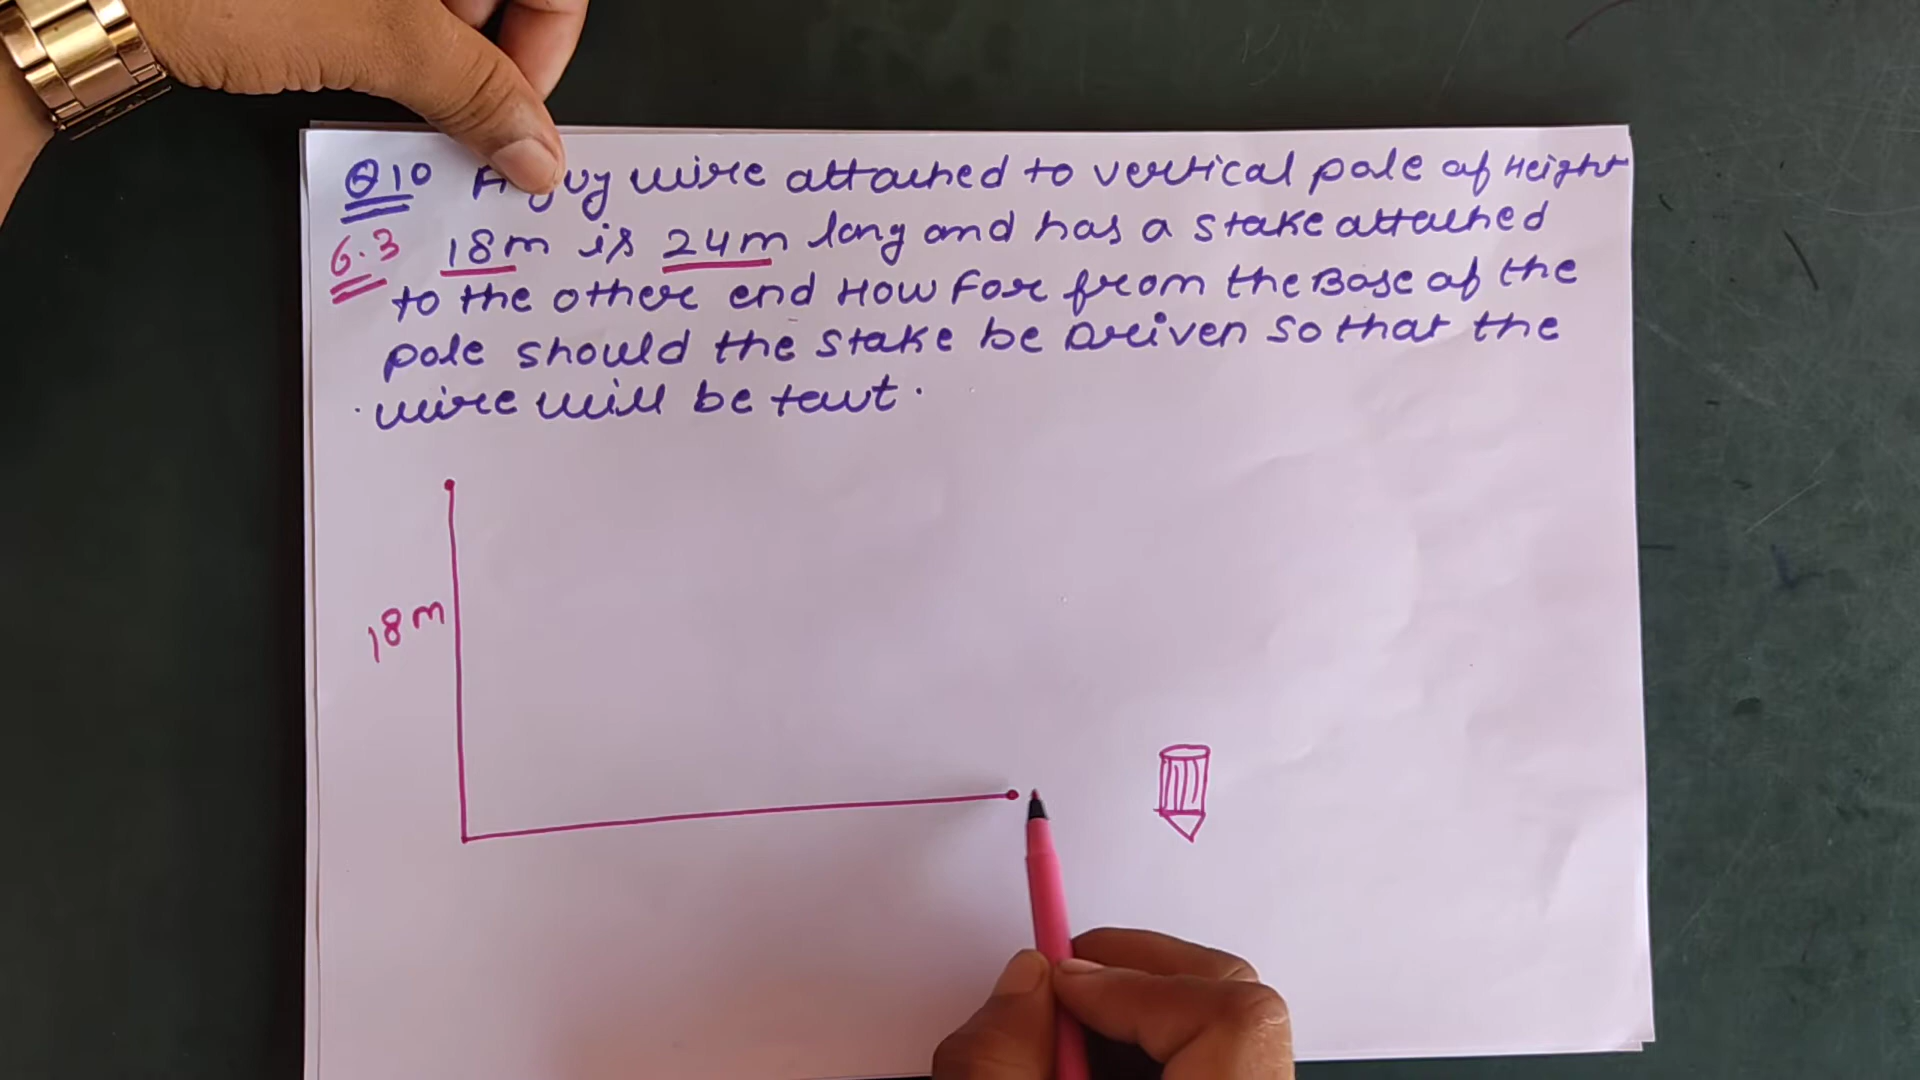 Q10 A guy wire attached to vertical pole of Height
6.3 18m is 24m long and has a stake attached
to the other end How far from the Base of the
pole should the stake be Driven so that the
wire will be taut.
18m